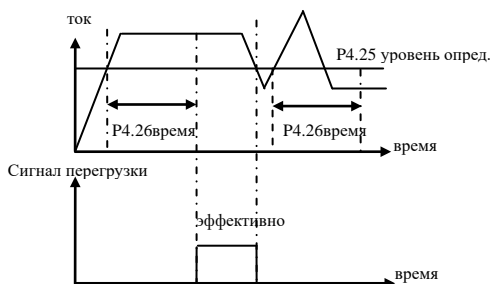 ток
P4.25 уровень опред.
P4.26время
P4.26время
время
Сигнал перегрузки
эффективно
время